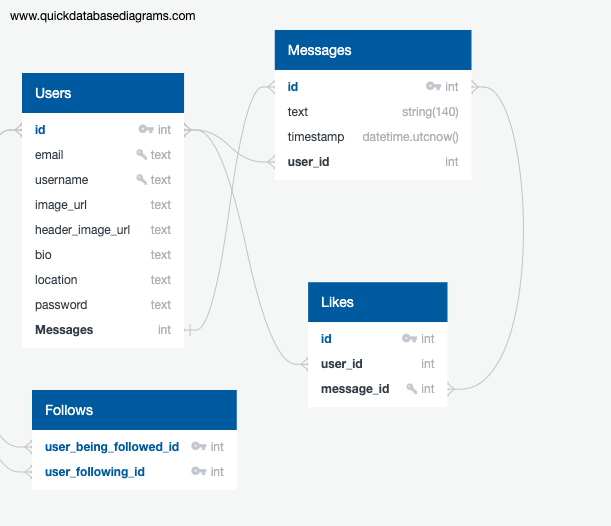 www.quickdatabasediagrams.com
Messages
id int
text string(140)
timestamp datetime.utcnow()
user_id int
Users
id int
email text
username text
image_url text
header_image_url text
bio text
location text
password text
Messages int
Likes
id int
user_id int
message_id int
Follows
user_being_followed_id int
user_following_id int